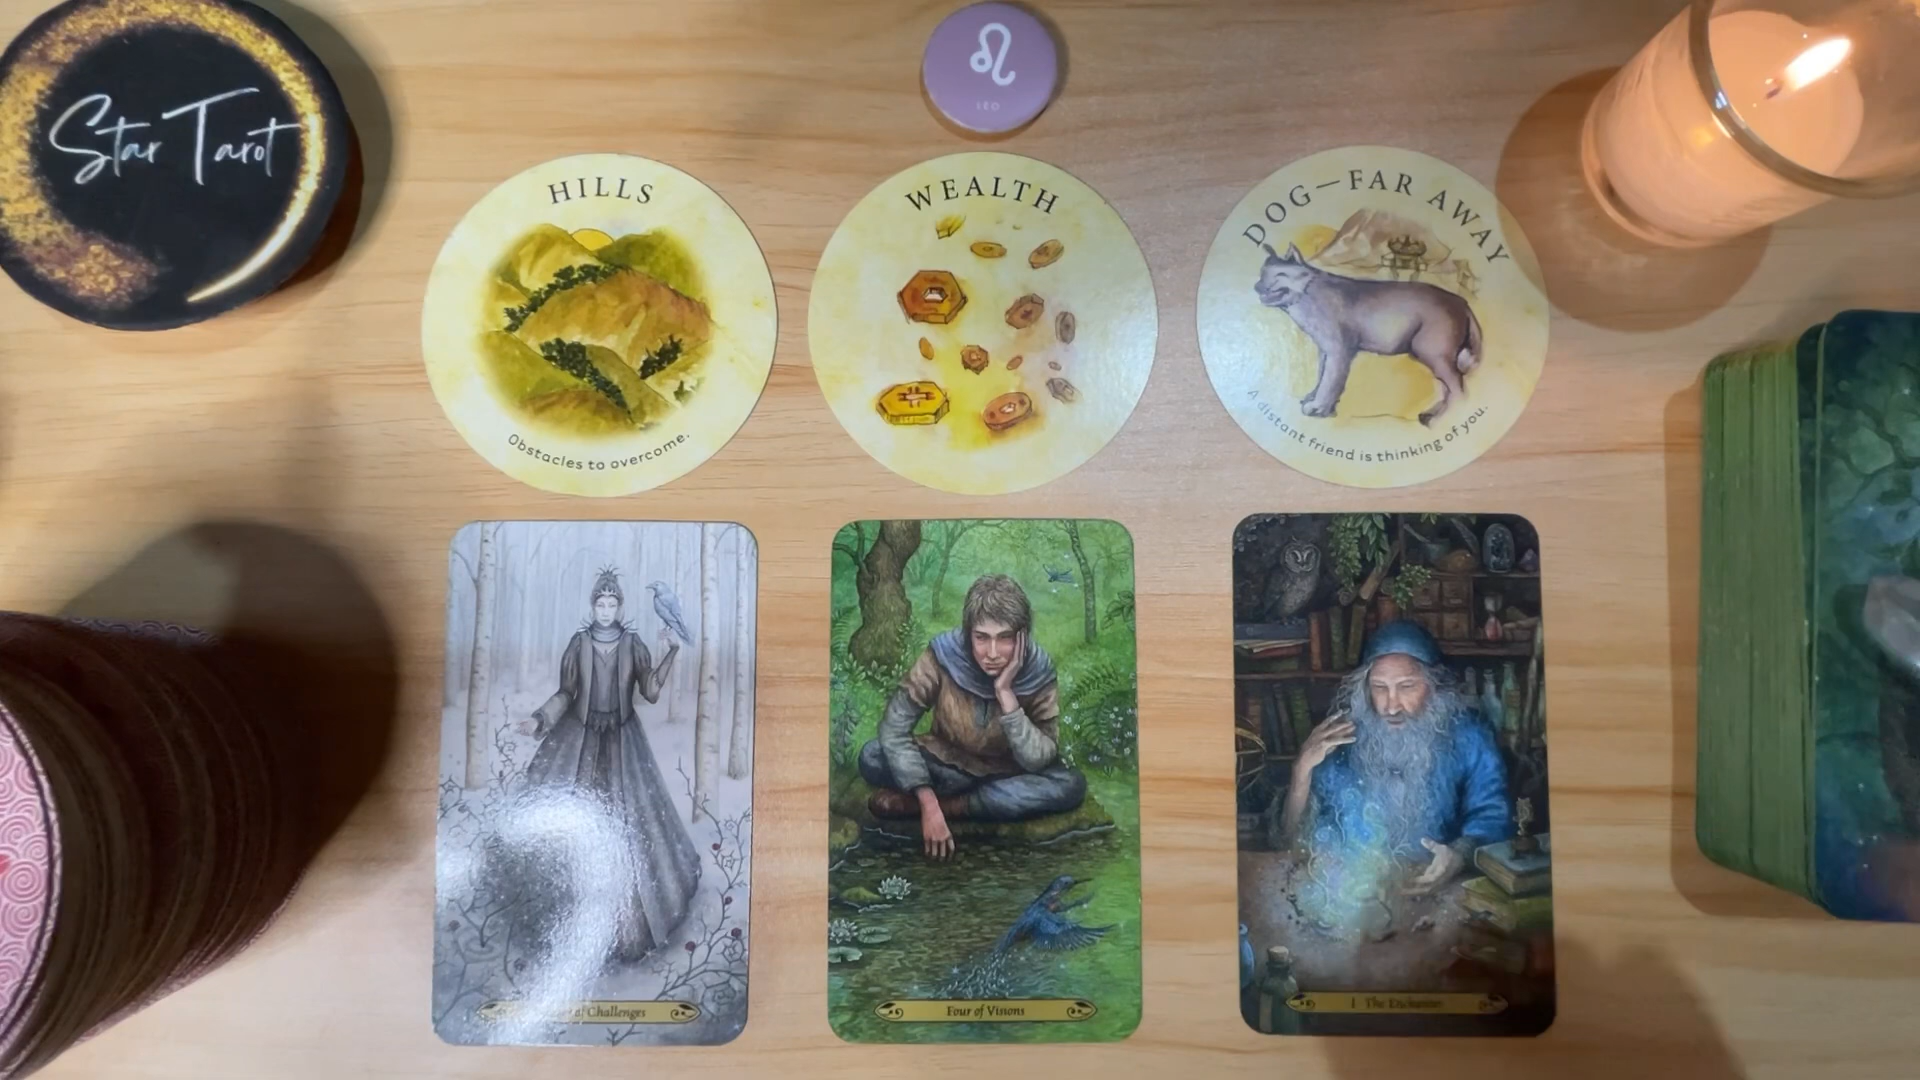 Star Tarot
LEO
HILLS
Obstacles to overcome.
WEALTH
DOG—FAR AWAY
A distant friend is thinking of you.
of Challenges
Four of Visions
I The Enchanter